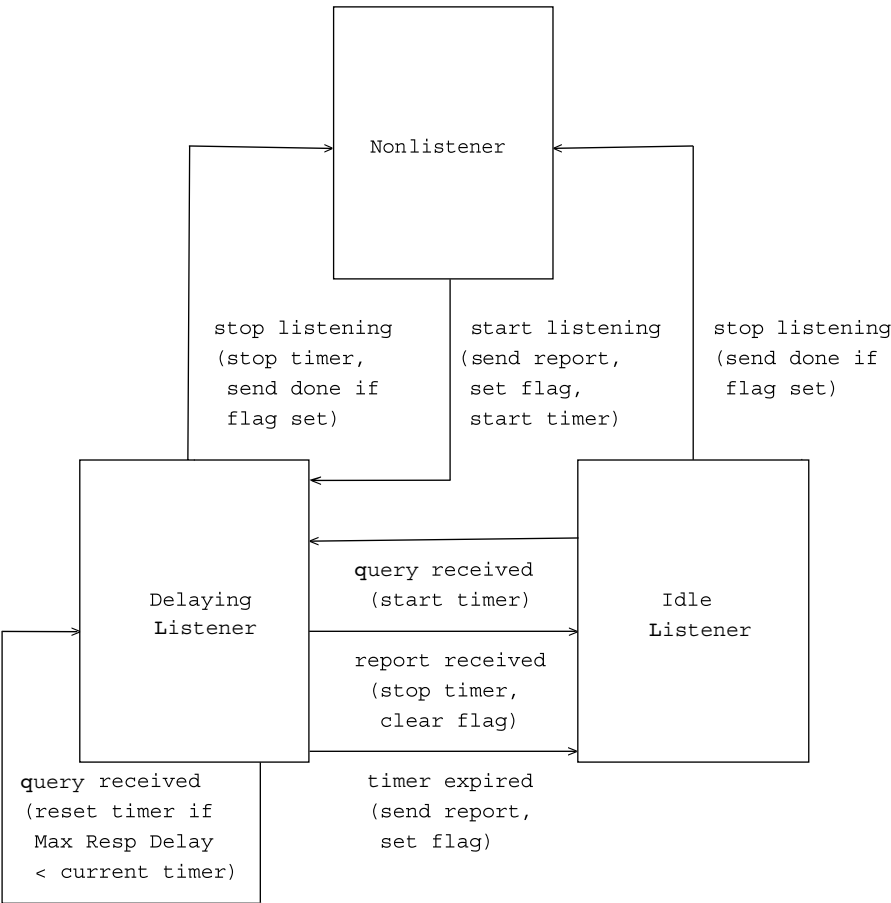 Nonlistener
stop listening
(stop timer,
send done if
flag set)
start listening
(send report,
set flag,
start timer)
stop listening
(send done if
flag set)
Delaying
Listener
query received
(start timer)
Idle
Listener
report received
(stop timer,
clear flag)
query received
(reset timer if
Max Resp Delay
< current timer)
timer expired
(send report,
set flag)